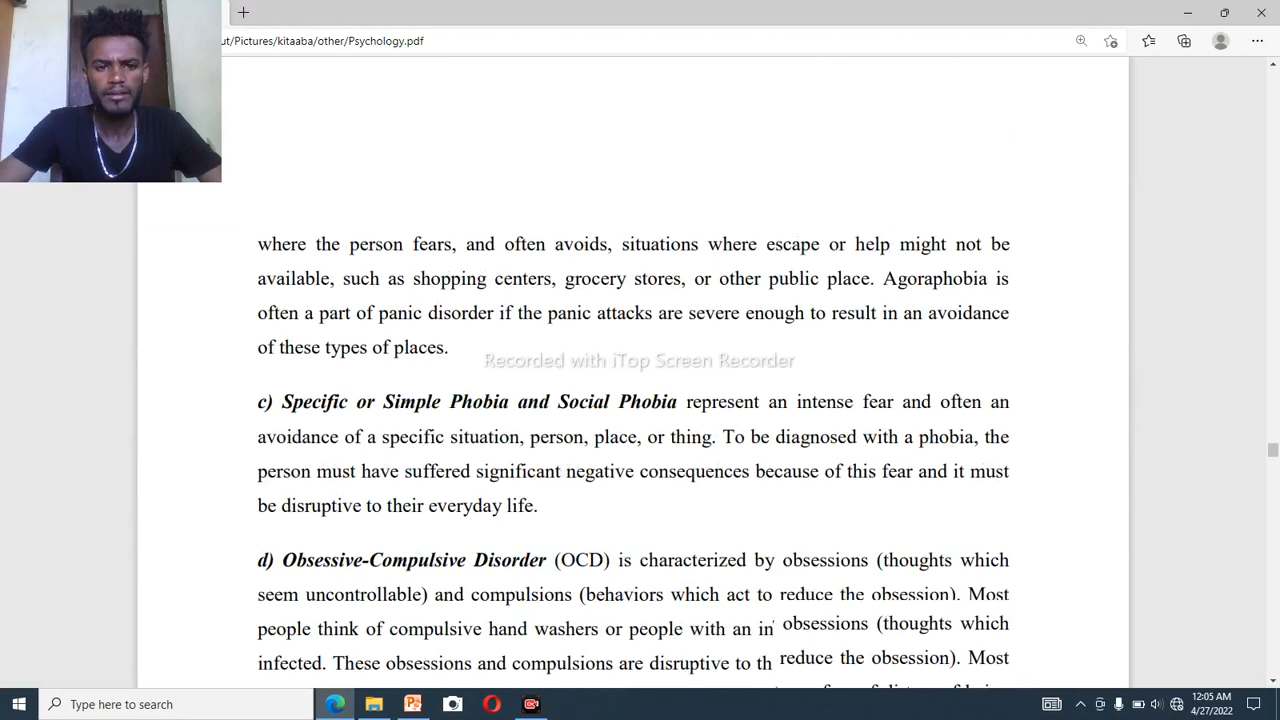 ut/Pictures/kitaaba/other/Psychology.pdf
where the person fears, and often avoids, situations where escape or help might not be
available, such as shopping centers, grocery stores, or other public place. Agoraphobia is
often a part of panic disorder if the panic attacks are severe enough to result in an avoidance
of these types of places.
Recorded with iTop Screen Recorder
c) Specific or Simple Phobia and Social Phobia represent an intense fear and often an
avoidance of a specific situation, person, place, or thing. To be diagnosed with a phobia, the
person must have suffered significant negative consequences because of this fear and it must
be disruptive to their everyday life.
d) Obsessive-Compulsive Disorder (OCD) is characterized by obsessions (thoughts which
seem uncontrollable) and compulsions (behaviors which act to reduce the obsession). Most
people think of compulsive hand washers or people with an in obsessions (thoughts which
infected. These obsessions and compulsions are disruptive to th reduce the obsession). Most
Type here to search
12:05 AM
4/27/2022